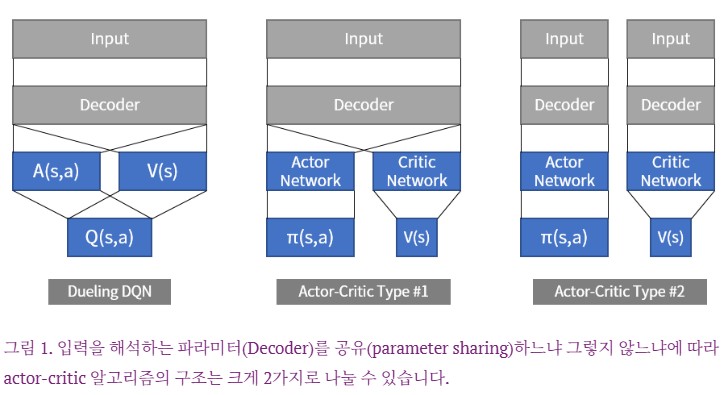 Input
Decoder
A(s,a)
V(s)
Q(s,a)
Dueling DQN
Input
Decoder
Actor
Network
Critic
Network
π(s,a)
V(s)
Actor-Critic Type #1
Input
Input
Decoder
Decoder
Actor
Network
Critic
Network
π(s,a)
V(s)
Actor-Critic Type #2
그림 1. 입력을 해석하는 파라미터(Decoder)를 공유(parameter sharing)하느냐 그렇지 않느냐에 따라
actor-critic 알고리즘의 구조는 크게 2가지로 나눌 수 있습니다.